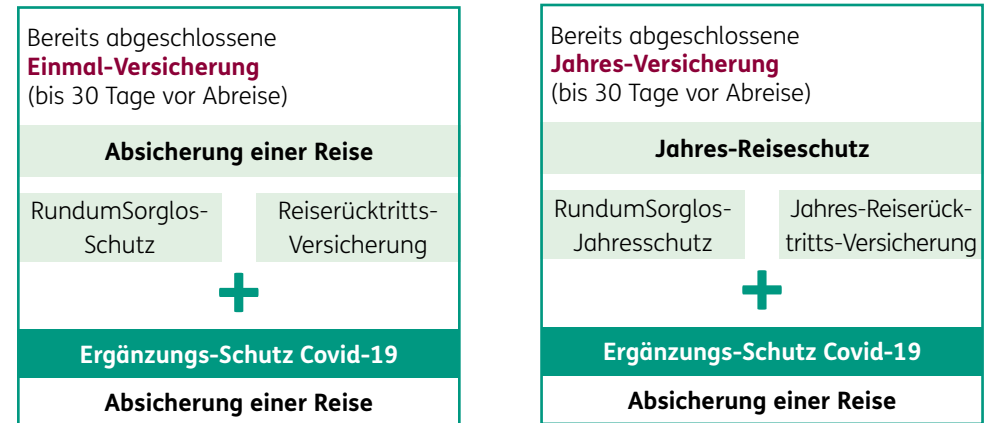 Bereits abgeschlossene
Einmal-Versicherung
(bis 30 Tage vor Abreise)
Absicherung einer Reise
RundumSorglos-
Schutz
Reiserücktritts-
Versicherung
Ergänzungs-Schutz Covid-19
Absicherung einer Reise
Bereits abgeschlossene
Jahres-Versicherung
(bis 30 Tage vor Abreise)
Jahres-Reiseschutz
RundumSorglos-
Jahresschutz
Jahres-Reiserück-
tritts-Versicherung
Ergänzungs-Schutz Covid-19
Absicherung einer Reise